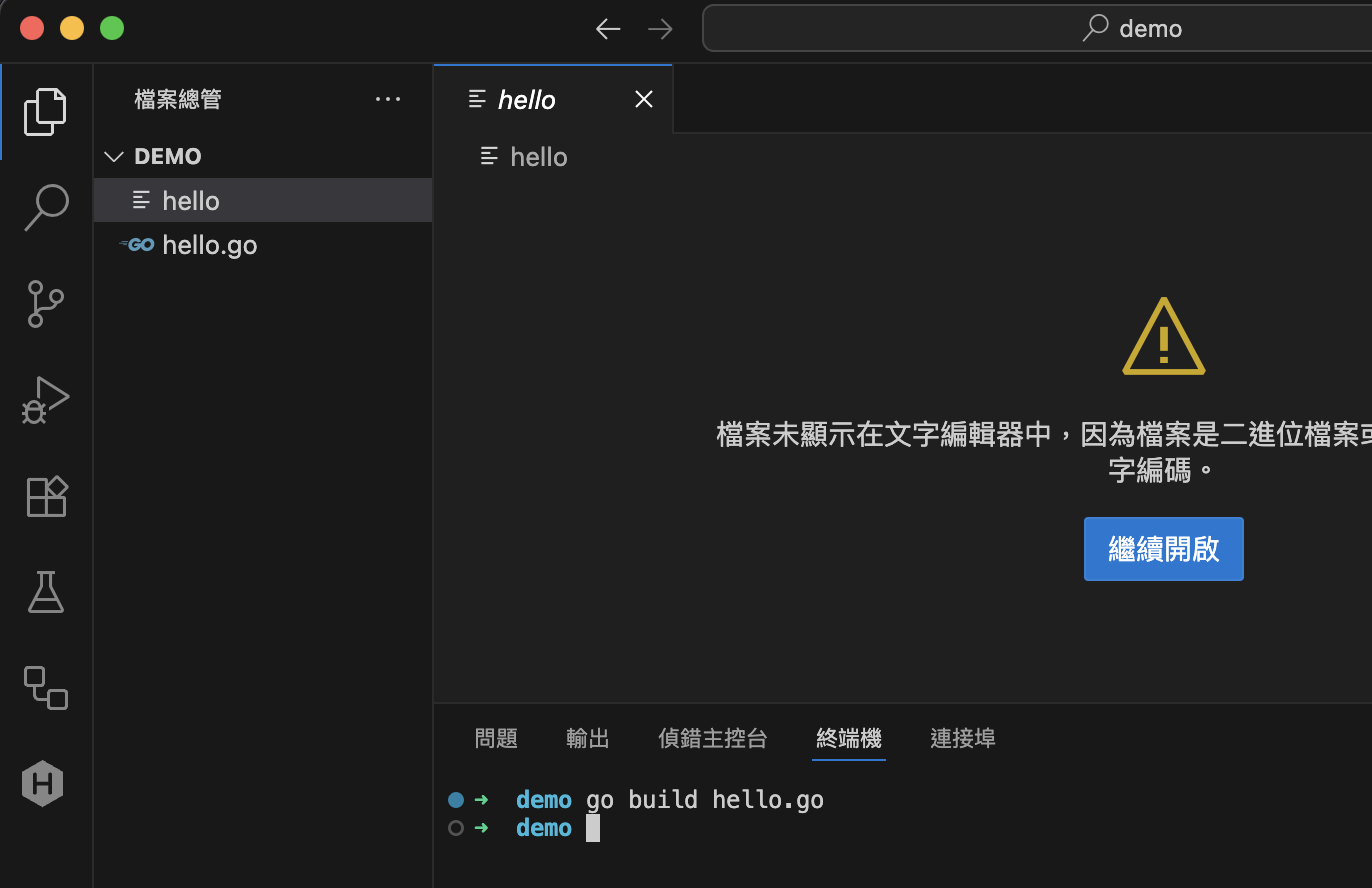 demo
檔案總管
hello
hello
DEMO
hello
GO hello.go
檔案未顯示在文字編輯器中，因為檔案是二進位檔案
字編碼。
繼續開啟
問題 輸出 偵錯主控台 終端機 連接埠
➜ demo go build hello.go
➜ demo